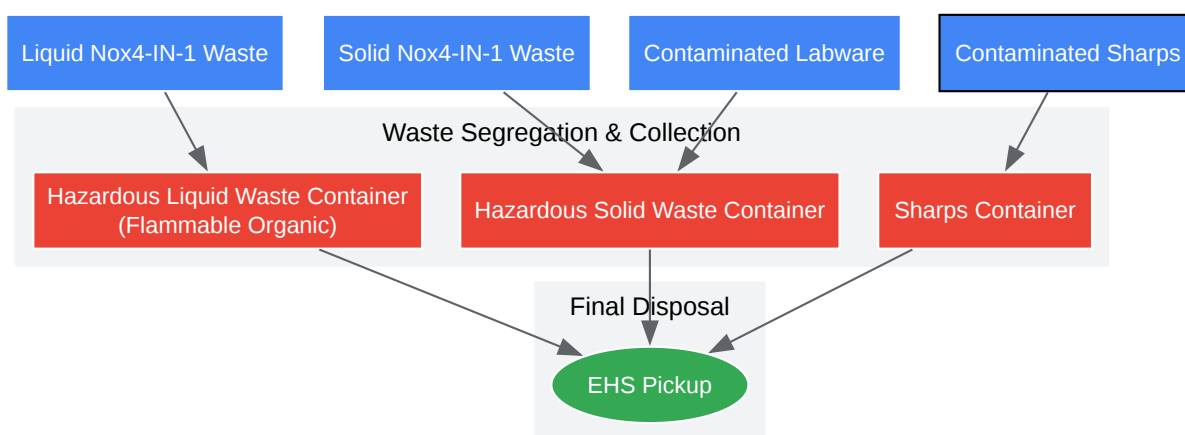 Liquid Nox4-IN-1 Waste
Solid Nox4-IN-1 Waste
Contaminated Labware
Contaminated Sharps
Waste Segregation & Collection
Hazardous Liquid Waste Container
(Flammable Organic)
Hazardous Solid Waste Container
Sharps Container
Final Disposal
EHS Pickup